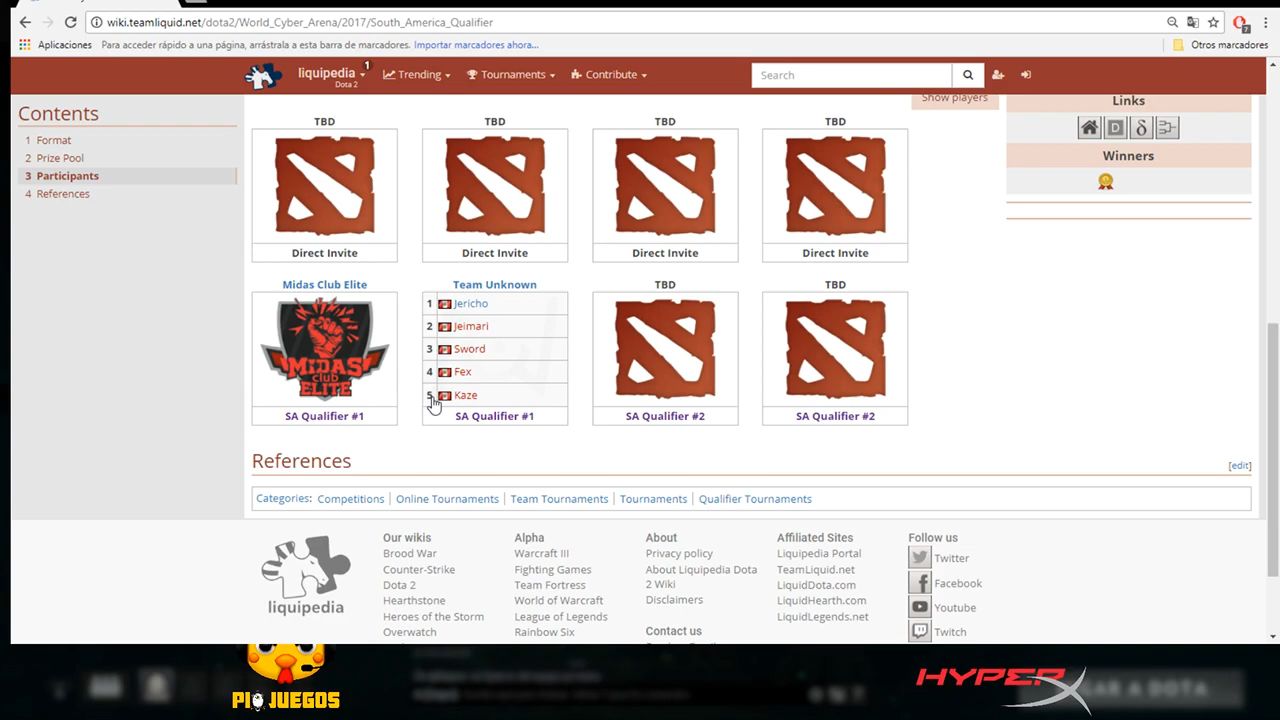 wiki.teamliquid.net/dota2/World_Cyber_Arena/2017/South_America_Qualifier
7
Aplicaciones Para acceder rápido a una página, arrástrala a esta barra de marcadores. Importar marcadores ahora... Otros marcadores
liquipedia 1 Trending Tournaments Contribute Search
Dota 2
Contents
1 Format
2 Prize Pool
3 Participants
4 References
Show players
TBD TBD TBD TBD
Direct Invite Direct Invite Direct Invite Direct Invite
Midas Club Elite Team Unknown TBD TBD
MIDAS
club
ELITE
1 Jericho
2 Jeimari
3 Sword
4 Fex
5 Kaze
SA Qualifier #1 SA Qualifier #1 SA Qualifier #2 SA Qualifier #2
Links
D δ
Winners
References [edit]
Categories: Competitions Online Tournaments Team Tournaments Tournaments Qualifier Tournaments
liquipedia
Our wikis
Brood War
Counter-Strike
Dota 2
Hearthstone
Heroes of the Storm
Overwatch
Alpha
Warcraft III
Fighting Games
Team Fortress
World of Warcraft
League of Legends
Rainbow Six
About
Privacy policy
About Liquipedia Dota
2 Wiki
Disclaimers
Contact us
Affiliated Sites
Liquipedia Portal
TeamLiquid.net
LiquidDota.com
LiquidHearth.com
LiquidLegends.net
Follow us
Twitter
Facebook
Youtube
Twitch
PIOJUEGOS
HYPERX
A DOTA